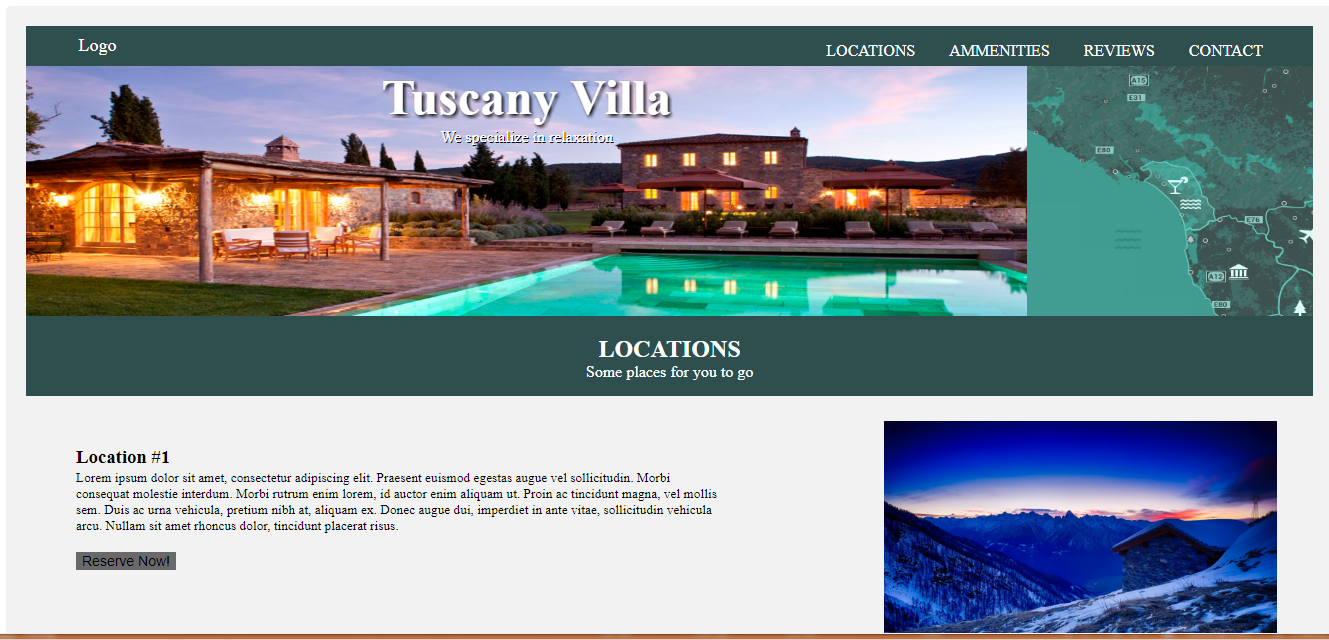 Logo
LOCATIONS AMMENITIES REVIEWS CONTACT
Tuscany Villa
We specialize in relaxation
A15
E31
E80
E76
A12
E80
LOCATIONS
Some places for you to go
Location #1
Lorem ipsum dolor sit amet, consectetur adipiscing elit. Praesent euismod egestas augue vel sollicitudin. Morbi
consequat molestie interdum. Morbi rutrum enim lorem, id auctor enim aliquam ut. Proin ac tincidunt magna, vel mollis
sem. Duis ac urna vehicula, pretium nibh at, aliquam ex. Donec augue dui, imperdiet in ante vitae, sollicitudin vehicula
arcu. Nullam sit amet rhoncus dolor, tincidunt placerat risus.
Reserve Now!